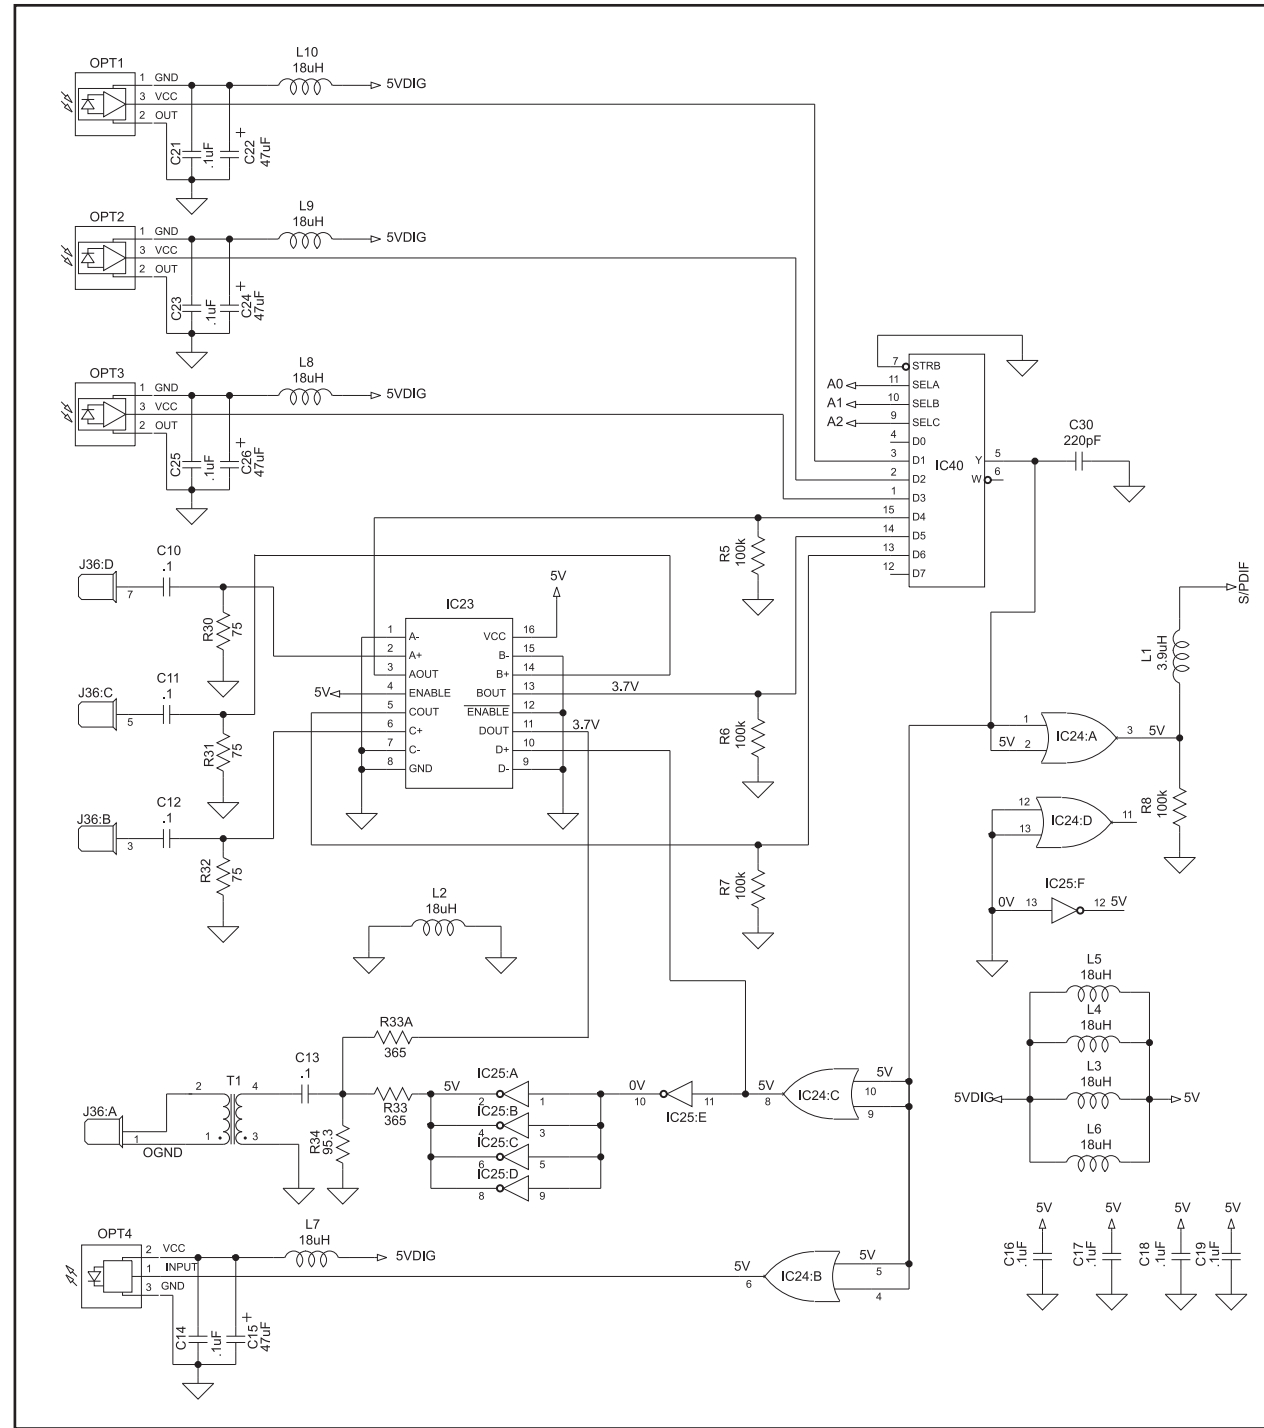 OPT1
1 GND
3 VCC
2 OUT
L10
18uH
5VDIG
C21
.1uF
C22
+
47uF
OPT2
1 GND
3 VCC
2 OUT
L9
18uH
5VDIG
C23
.1uF
C24
+
47uF
OPT3
1 GND
3 VCC
2 OUT
L8
18uH
5VDIG
C25
.1uF
C26
+
47uF
IC40
7 STRB
A0 11 SELA
A1 10 SELB
A2 9 SELC
4 D0
3 D1
2 D2
1 D3
15 D4
14 D5
13 D6
12 D7
Y 5
W 6
C30
220pF
J36:D
7
C10
.1
R30
75
J36:C
5
C11
.1
R31
75
J36:B
3
C12
.1
R32
75
IC23
5V
1 A-
2 A+
3 AOUT
5V 4 ENABLE
5 COUT
6 C+
7 C-
8 GND
VCC 16
B- 15
B+ 14
BOUT 13
ENABLE 12
DOUT 11
D+ 10
D- 9
3.7V
3.7V
R5
100k
R6
100k
R7
100k
S/PDIF
L1
3.9uH
1
5V 2
IC24:A
3 5V
R8
100k
12
13
IC24:D
11
IC25:F
0V 13
12 5V
L2
18uH
L5
18uH
L4
18uH
L3
18uH
L6
18uH
5VDIG
5V
R33A
365
C13
.1
R33
365
R34
95.3
T1
2
4
1
3
J36:A
1
OGND
5V
IC25:A
2
1
IC25:B
4
3
IC25:C
6
5
IC25:D
8
9
0V
10
IC25:E
11
5V
8
IC24:C
5V
10
9
OPT4
2 VCC
1 INPUT
3 GND
L7
18uH
5VDIG
C14
.1uF
C15
+
47uF
5V
6
IC24:B
5V
5
4
5V
C16
.1uF
5V
C17
.1uF
5V
C18
.1uF
5V
C19
.1uF